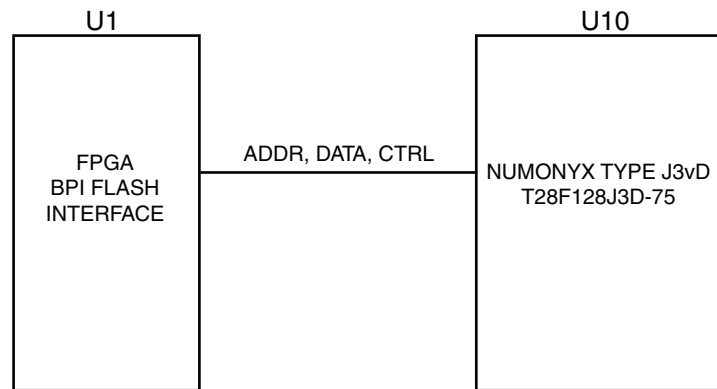 U1
U10
FPGA
BPI FLASH
INTERFACE
ADDR, DATA, CTRL
NUMONYX TYPE J3vD
T28F128J3D-75